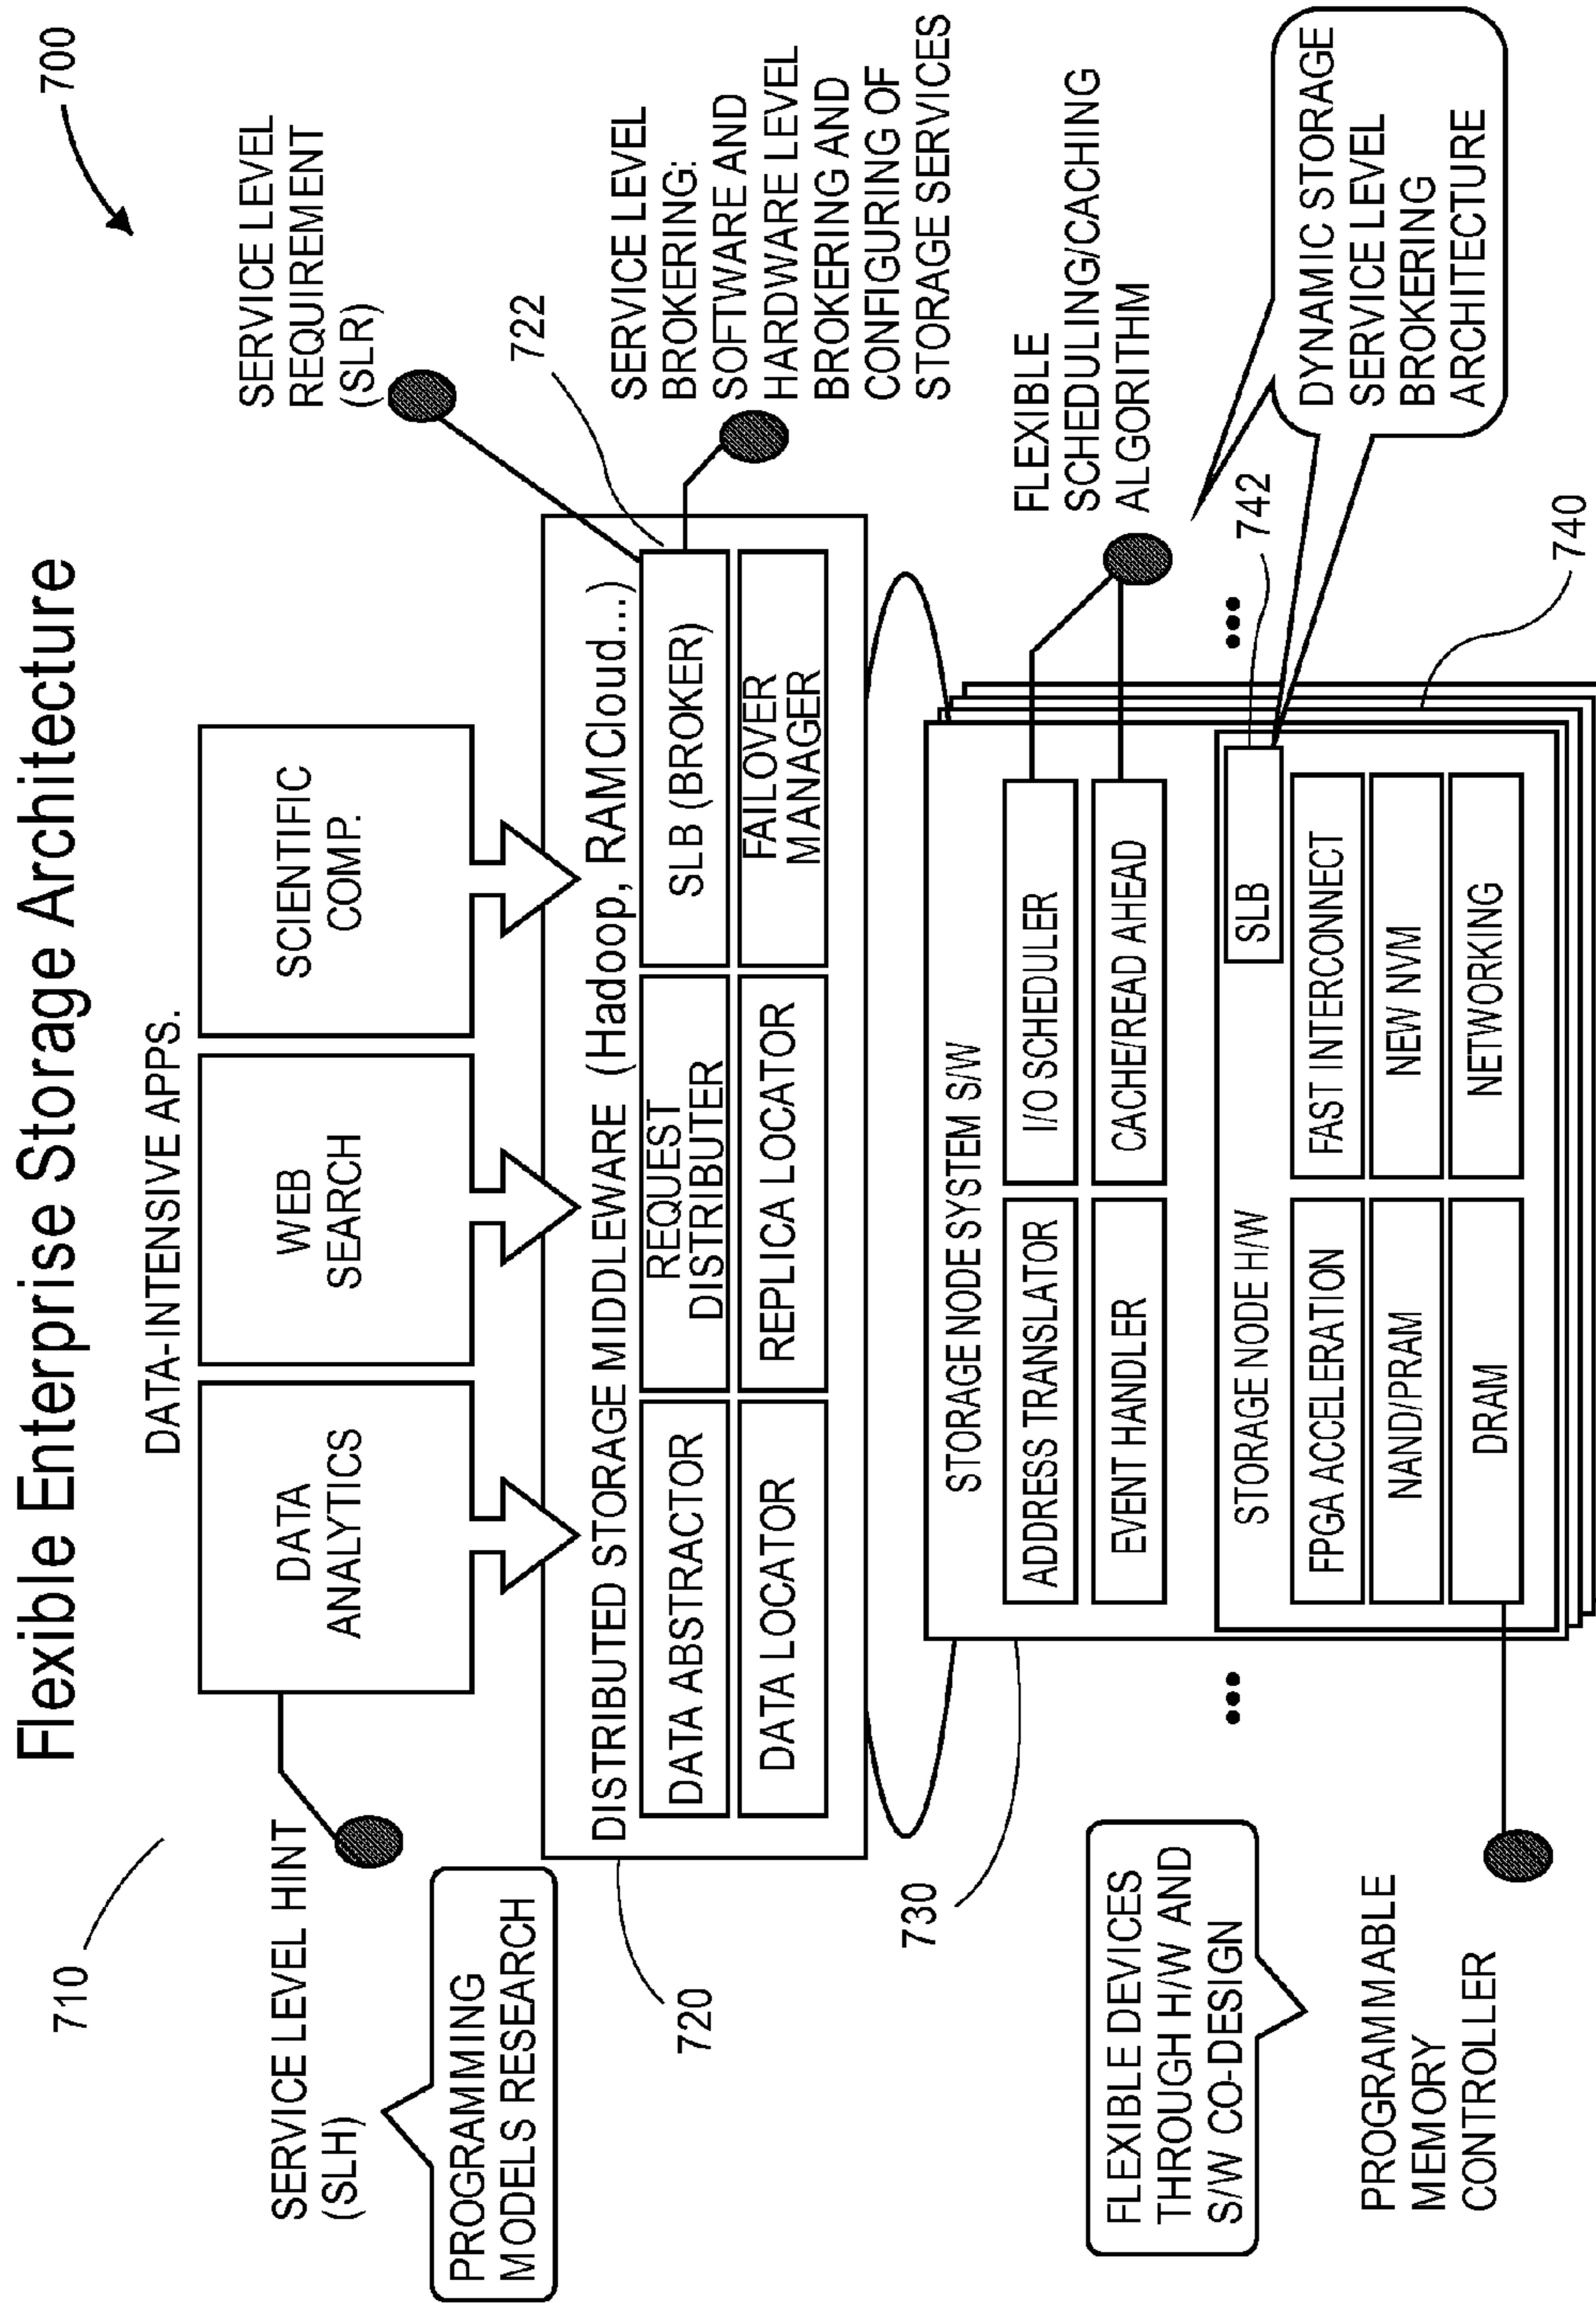 Flexible Enterprise Storage Architecture
700
710
DATA-INTENSIVE APPS.
DATA
ANALYTICS
WEB
SEARCH
SCIENTIFIC
COMP.
SERVICE LEVEL HINT
(SLH)
PROGRAMMING
MODELS RESEARCH
SERVICE LEVEL
REQUIREMENT
(SLR)
720
DISTRIBUTED STORAGE MIDDLEWARE (Hadoop, RAMCloud....)
DATA ABSTRACTOR
REQUEST
DISTRIBUTER
SLB (BROKER)
DATA LOCATOR
REPLICA LOCATOR
FAILOVER
MANAGER
722
SERVICE LEVEL
BROKERING:
SOFTWARE AND
HARDWARE LEVEL
BROKERING AND
CONFIGURING OF
STORAGE SERVICES
730
STORAGE NODE SYSTEM S/W
ADDRESS TRANSLATOR
I/O SCHEDULER
EVENT HANDLER
CACHE/READ AHEAD
FLEXIBLE
SCHEDULING/CACHING
ALGORITHM
FLEXIBLE DEVICES
THROUGH H/W AND
S/W CO-DESIGN
...
...
STORAGE NODE H/W
SLB
742
FPGA ACCELERATION
FAST INTERCONNECT
NAND/PRAM
NEW NVM
DRAM
NETWORKING
DYNAMIC STORAGE
SERVICE LEVEL
BROKERING
ARCHITECTURE
PROGRAMMABLE
MEMORY
CONTROLLER
740